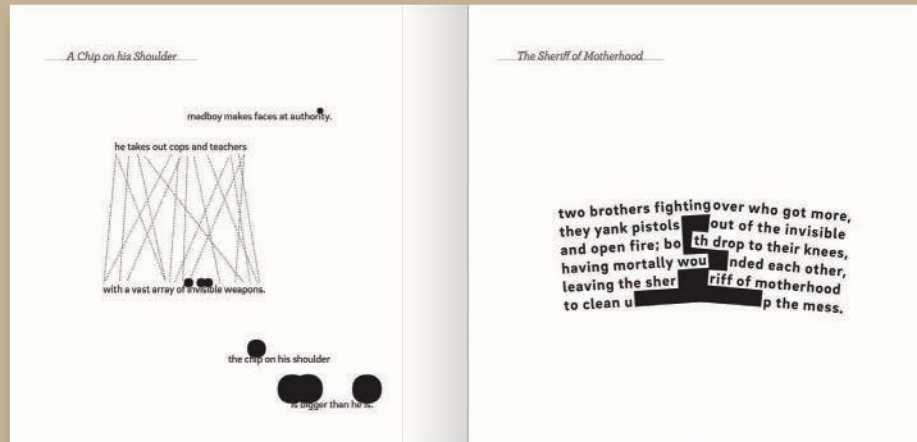 A Chip on his Shoulder
madboy makes faces at authority.
he takes out cops and teachers
with a vast array of invisible weapons.
the chip on his shoulder
is bigger than he is.
The Sheriff of Motherhood
two brothers fighting over who got more,
they yank pistols out of the invisible
and open fire; both drop to their knees,
having mortally wounded each other,
leaving the sheriff of motherhood
to clean up the mess.